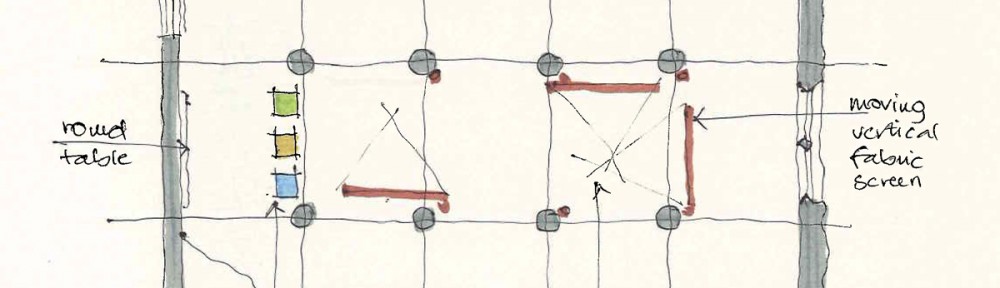 round
table
moving
vertical
fabric
screen